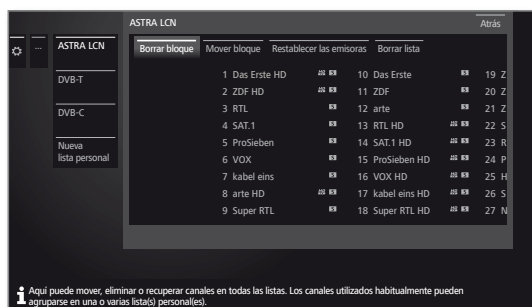 ASTRA LCN
Atrás
...
ASTRA LCN
DVB-T
DVB-C
Nueva
lista personal
Borrar bloque Mover bloque Restablecer las emisoras Borrar lista
1 Das Erste HD
2 ZDF HD
3 RTL
4 SAT.1
5 ProSieben
6 VOX
7 kabel eins
8 arte HD
9 Super RTL
10 Das Erste
11 ZDF
12 arte
13 RTL HD
14 SAT.1 HD
15 ProSieben HD
16 VOX HD
17 kabel eins HD
18 Super RTL HD
19 Z
20 Z
21 Z
22 S
23 R
24 P
25 H
26 S
27 N
Aquí puede mover, eliminar o recuperar canales en todas las listas. Los canales utilizados habitualmente pueden
agruparse en una o varias lista(s) personal(es).